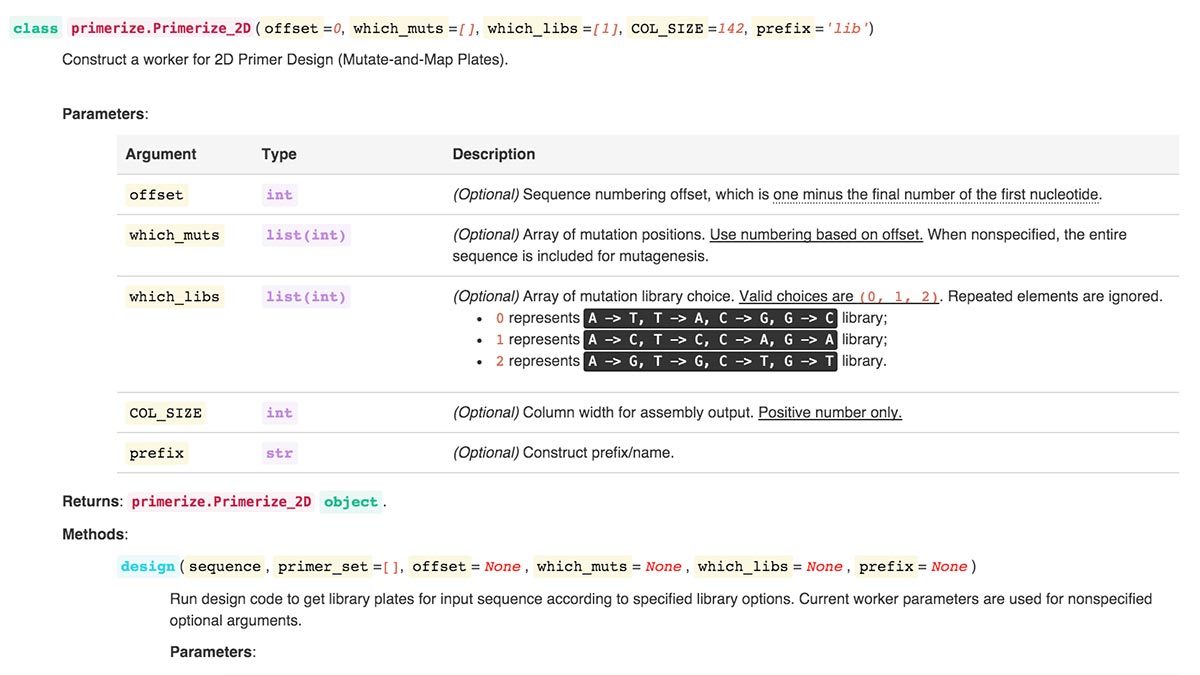 class primerize.Primerize_2D ( offset =0, which_muts =[], which_libs =[1], COL_SIZE =142, prefix = 'lib' )
Construct a worker for 2D Primer Design (Mutate-and-Map Plates).
Parameters:
Argument Type Description
offset int (Optional) Sequence numbering offset, which is one minus the final number of the first nucleotide.
which_muts list(int) (Optional) Array of mutation positions. Use numbering based on offset. When nonspecified, the entire
sequence is included for mutagenesis.
which_libs list(int) (Optional) Array of mutation library choice. Valid choices are (0, 1, 2). Repeated elements are ignored.
• 0 represents A -> T, T -> A, C -> G, G -> C library;
• 1 represents A -> C, T -> C, C -> A, G -> A library;
• 2 represents A -> G, T -> G, C -> T, G -> T library.
COL_SIZE int (Optional) Column width for assembly output. Positive number only.
prefix str (Optional) Construct prefix/name.
Returns: primerize.Primerize_2D object .
Methods:
design ( sequence , primer_set =[], offset = None , which_muts = None , which_libs = None , prefix = None )
Run design code to get library plates for input sequence according to specified library options. Current worker parameters are used for nonspecified
optional arguments.
Parameters: